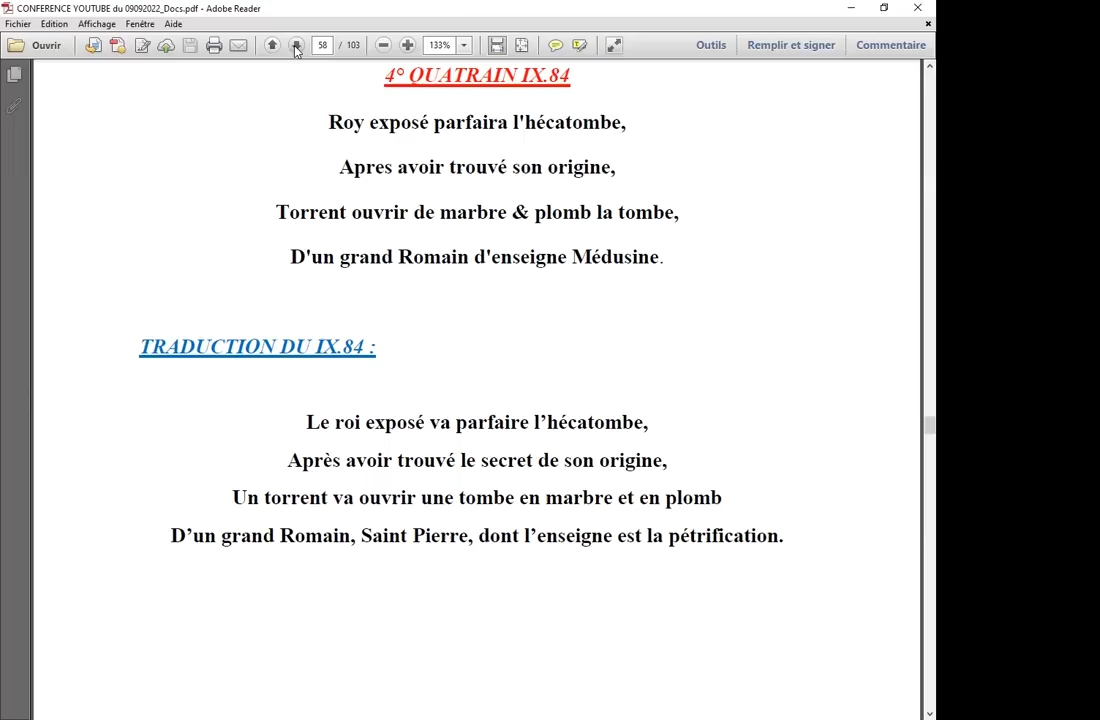 CONFERENCE YOUTUBE du 09092022_Docs.pdf - Adobe Reader
Fichier Edition Affichage Fenêtre Aide
Ouvrir 58 / 103 133% Outils Remplir et signer Commentaire
4° QUATRAIN IX.84
Roy exposé parfaira l'hécatombe,
Apres avoir trouvé son origine,
Torrent ouvrir de marbre & plomb la tombe,
D'un grand Romain d'enseigne Médusine.
TRADUCTION DU IX.84 :
Le roi exposé va parfaire l’hécatombe,
Après avoir trouvé le secret de son origine,
Un torrent va ouvrir une tombe en marbre et en plomb
D’un grand Romain, Saint Pierre, dont l’enseigne est la pétrification.